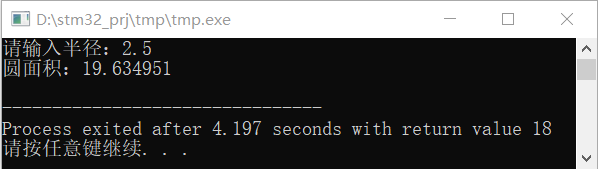 D:\stm32_prj\tmp\tmp.exe
请输入半径：2.5
圆面积：19.634951
--------------------------------
Process exited after 4.197 seconds with return value 18
请按任意键继续. . .